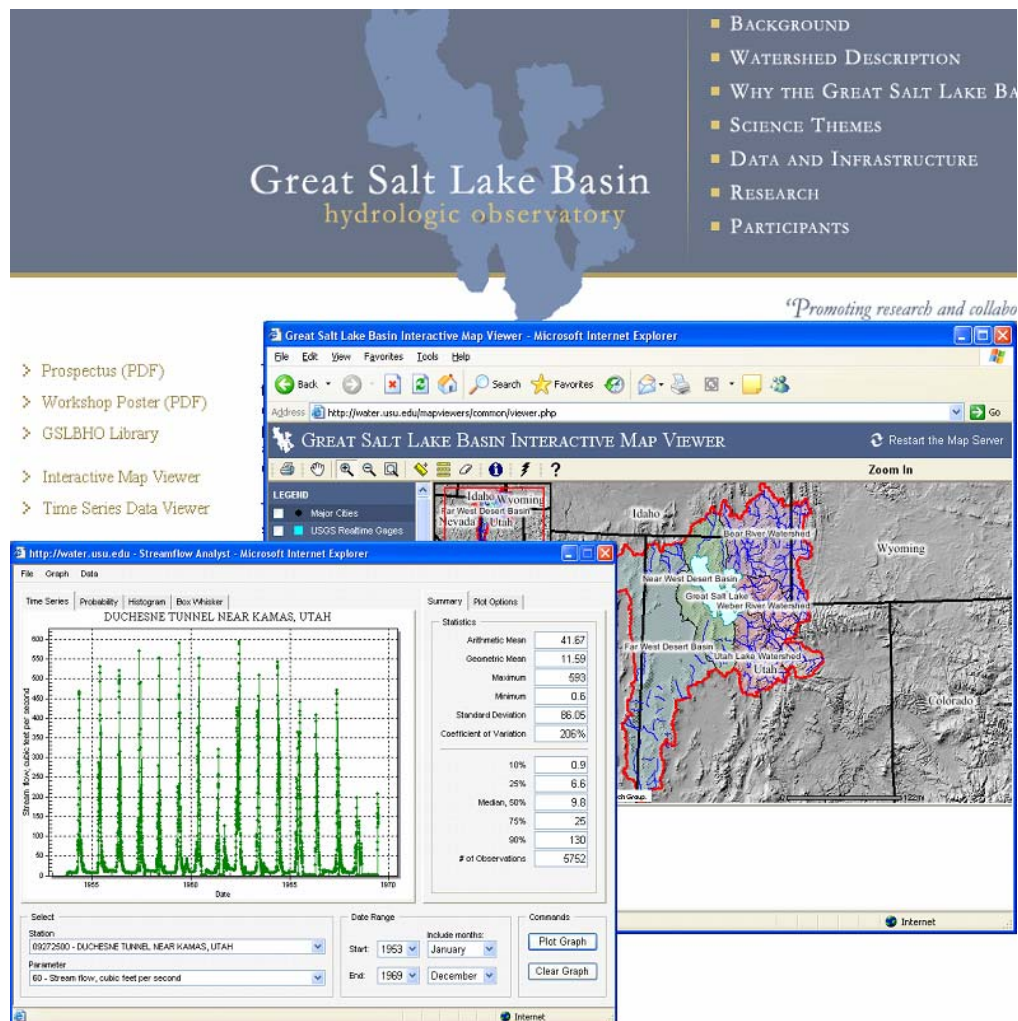 BACKGROUND
WATERSHED DESCRIPTION
WHY THE GREAT SALT LAKE BA
SCIENCE THEMES
DATA AND INFRASTRUCTURE
RESEARCH
PARTICIPANTS
Great Salt Lake Basin
hydrologic observatory
“Promoting research and collabo
> Prospectus (PDF)
> Workshop Poster (PDF)
> GSLBHO Library
> Interactive Map Viewer
> Time Series Data Viewer
Great Salt Lake Basin Interactive Map Viewer - Microsoft Internet Explorer
File Edit View Favorites Tools Help
Back Search Favorites
Address http://water.usu.edu/mapviewers/common/viewer.php Go
GREAT SALT LAKE BASIN INTERACTIVE MAP VIEWER Restart the Map Server
Zoom In
LEGEND
Major Cities
USGS Realtime Gages
Idaho Wyoming
Far West Desert Basin
Nevada Utah
Idaho
Bear River Watershed
Wyoming
Near West Desert Basin
Great Salt Lake
Weber River Watershed
Far West Desert Basin
Utah Lake Watershed
Utah
Colorado
ch Group.
Internet
http://water.usu.edu - Streamflow Analyst - Microsoft Internet Explorer
File Graph Data
Time Series Probability Histogram Box Whisker
DUCHESNE TUNNEL NEAR KAMAS, UTAH
Stream flow, cubic feet per second
600
550
500
450
400
350
300
250
200
150
100
50
0
1955 1960 1965 1970
Date
Summary Plot Options
Statistics
Arithmetic Mean 41.67
Geometric Mean 11.59
Maximum 593
Minimum 0.6
Standard Deviation 86.05
Coefficient of Variation 206%
10% 0.9
25% 6.6
Median, 50% 9.8
75% 25
90% 130
# of Observations 5752
Select
Station
09272500 - DUCHESNE TUNNEL NEAR KAMAS, UTAH
Parameter
60 - Stream flow, cubic feet per second
Date Range
Include months:
Start: 1953 January
End: 1969 December
Commands
Plot Graph
Clear Graph
Internet